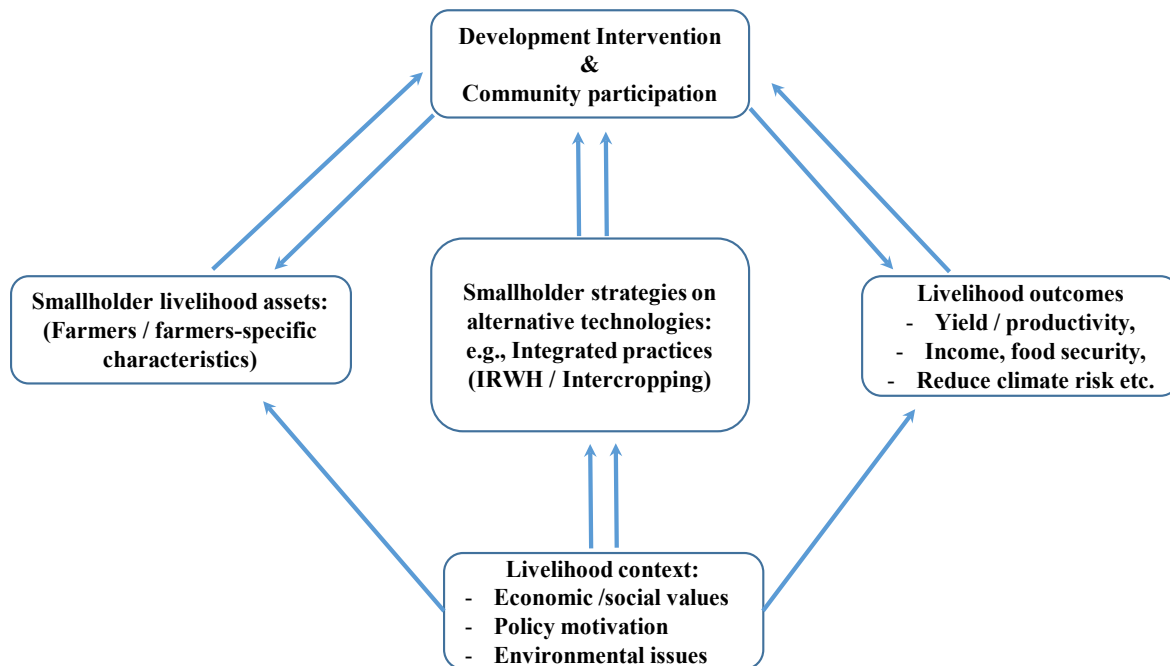 Development Intervention
&
Community participation
Smallholder livelihood assets:
(Farmers / farmers-specific
characteristics)
Smallholder strategies on
alternative technologies:
e.g., Integrated practices
(IRWH / Intercropping)
Livelihood outcomes
- Yield / productivity,
- Income, food security,
- Reduce climate risk etc.
Livelihood context:
- Economic /social values
- Policy motivation
- Environmental issues